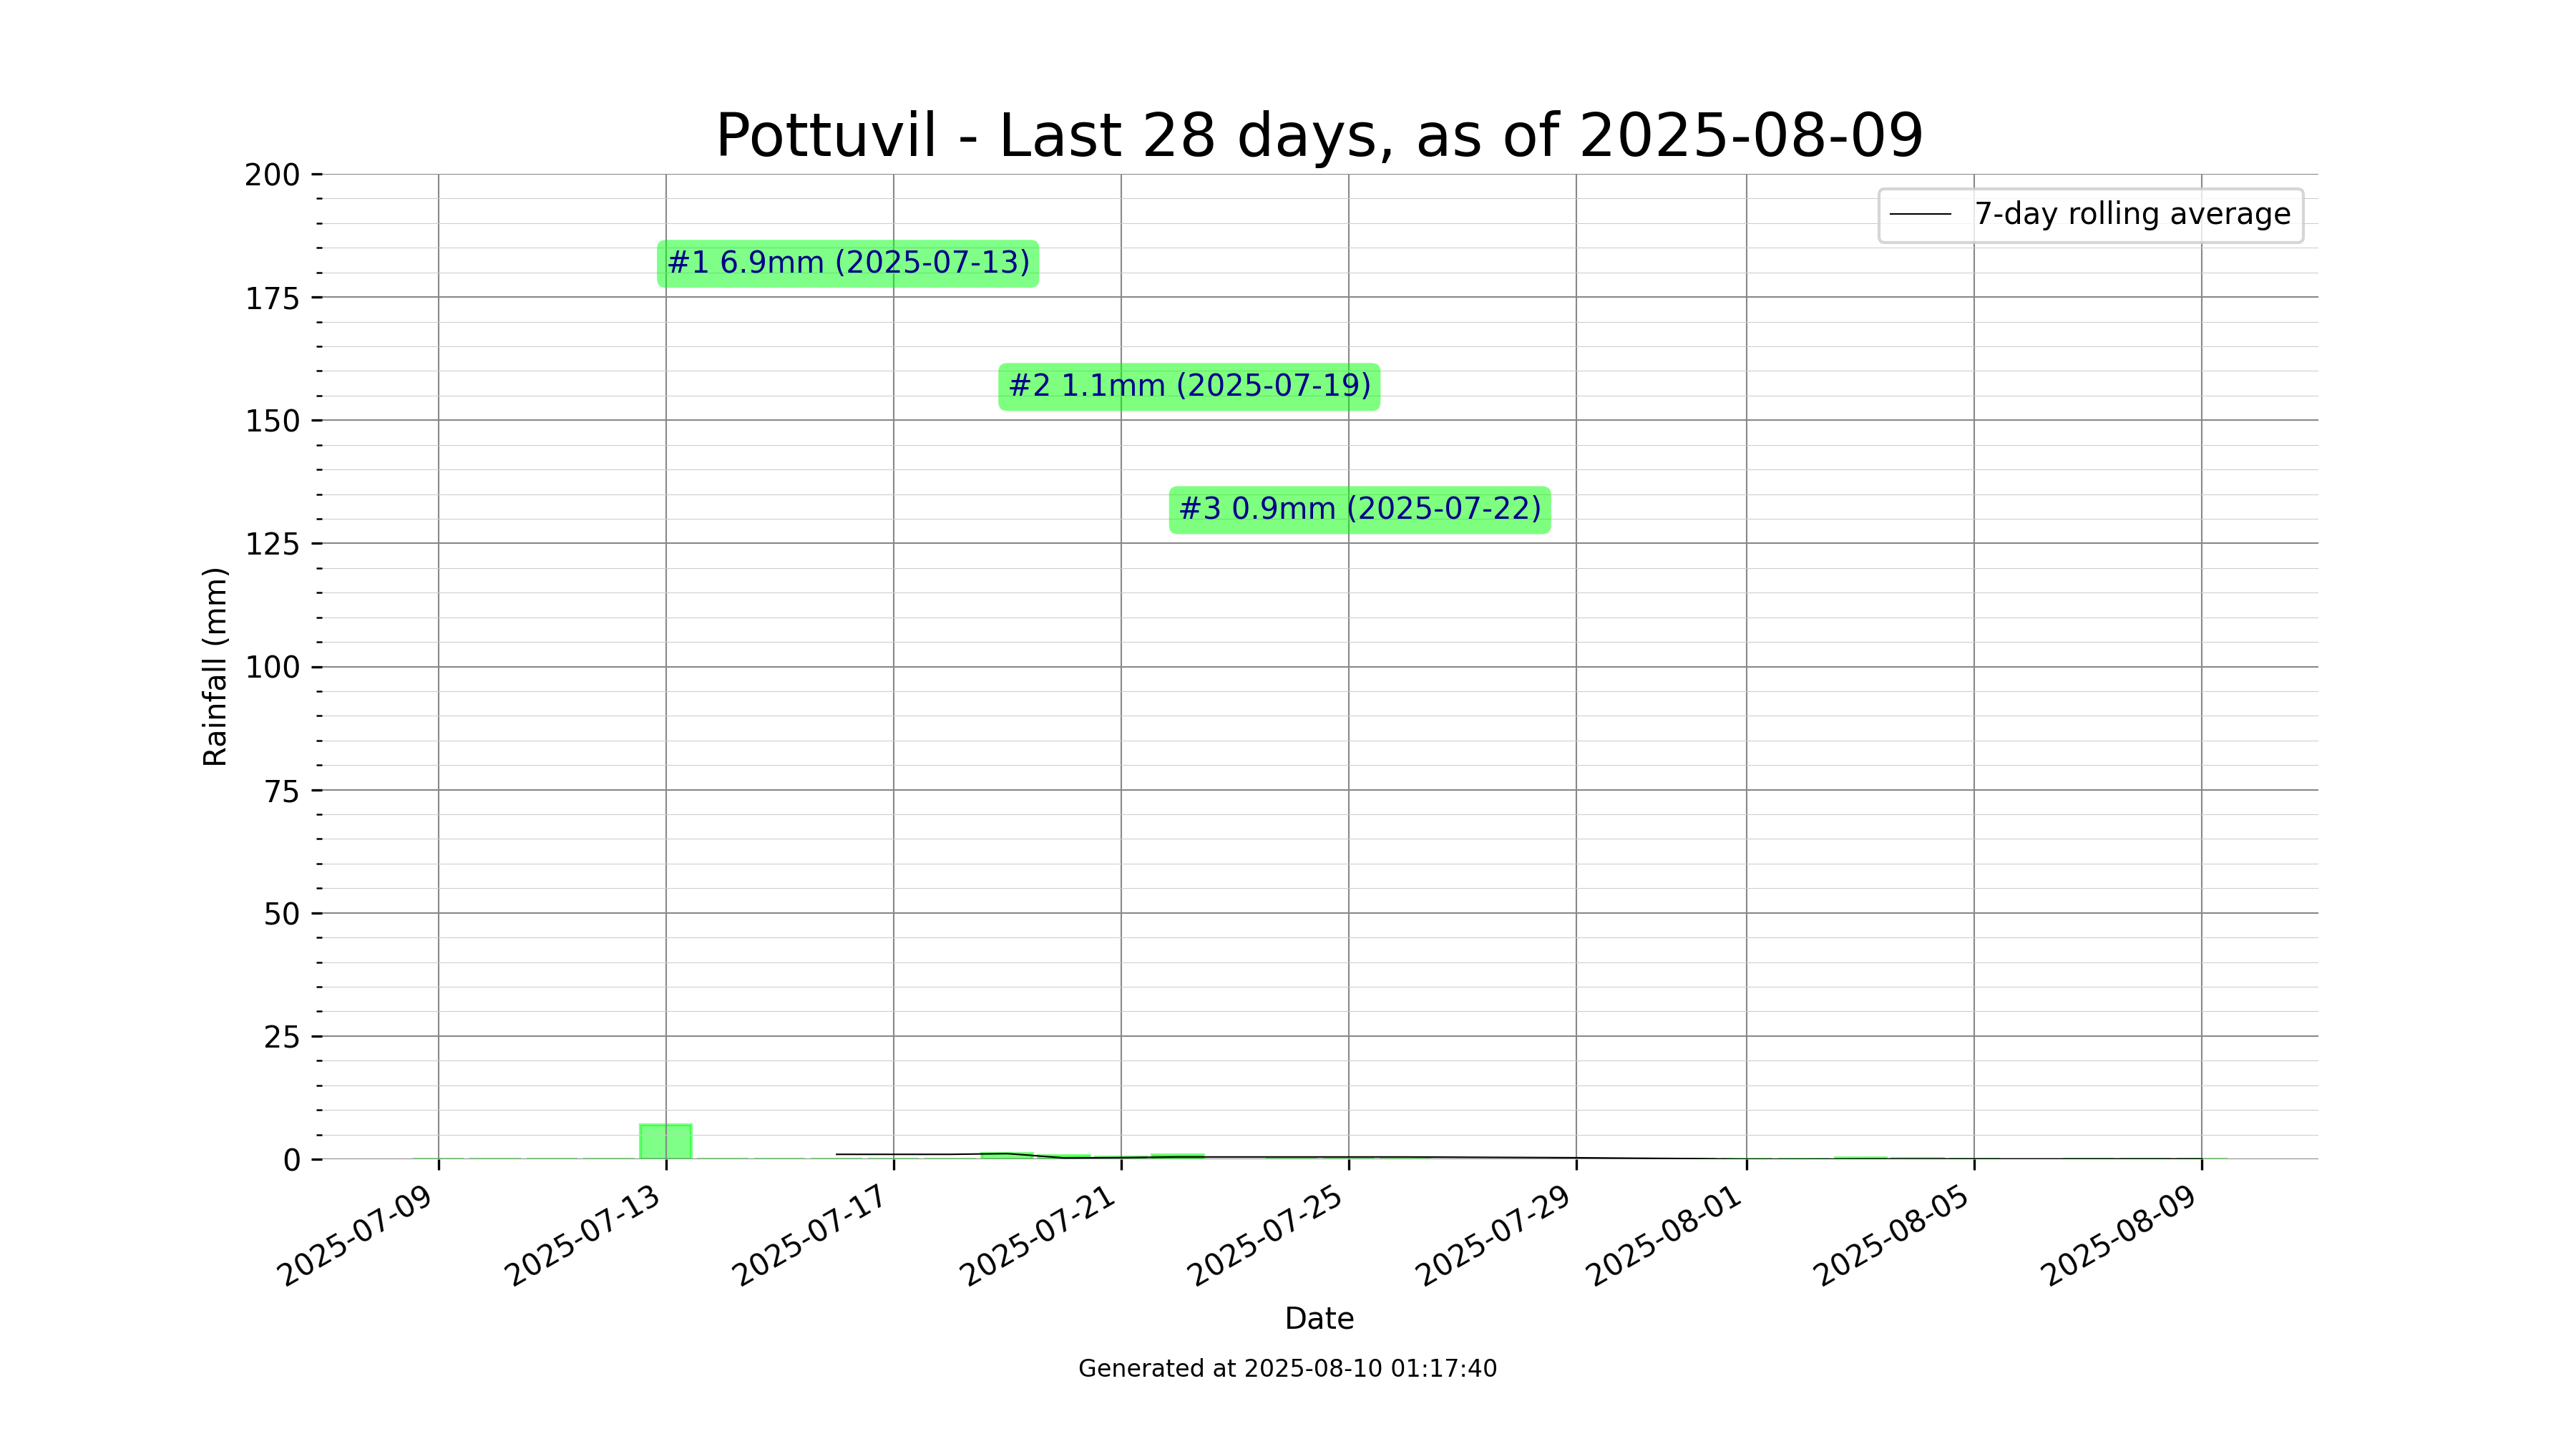 Pottuvil - Last 28 days, as of 2025-08-09
7-day rolling average
#1 6.9mm (2025-07-13)
#2 1.1mm (2025-07-19)
#3 0.9mm (2025-07-22)
Rainfall (mm)
200
175
150
125
100
75
50
25
0
2025-07-09
2025-07-13
2025-07-17
2025-07-21
2025-07-25
2025-07-29
2025-08-01
2025-08-05
2025-08-09
Date
Generated at 2025-08-10 01:17:40